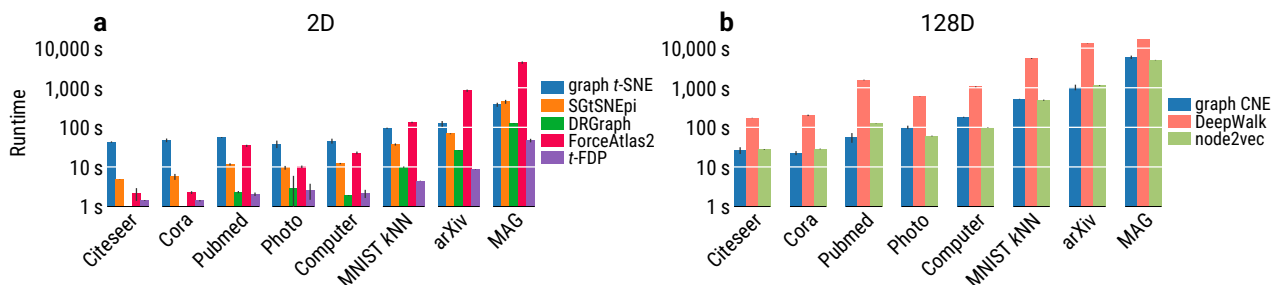 a
2D
Runtime
10,000 s
1,000 s
100 s
10 s
1 s
Citeseer
Cora
Pubmed
Photo
Computer
MNIST kNN
arXiv
MAG
graph t-SNE
SGtSNEpi
DRGraph
ForceAtlas2
t-FDP
b
128D
10,000 s
1,000 s
100 s
10 s
1 s
Citeseer
Cora
Pubmed
Photo
Computer
MNIST kNN
arXiv
MAG
graph CNE
DeepWalk
node2vec